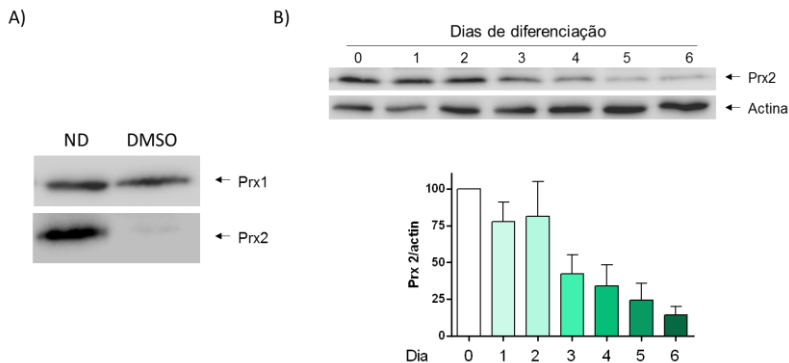 A)
ND DMSO
← Prx1
← Prx2
B)
Dias de diferenciação
0 1 2 3 4 5 6
← Prx2
← Actina
Prx 2/actin
100
75
50
25
0
Dia 0 1 2 3 4 5 6